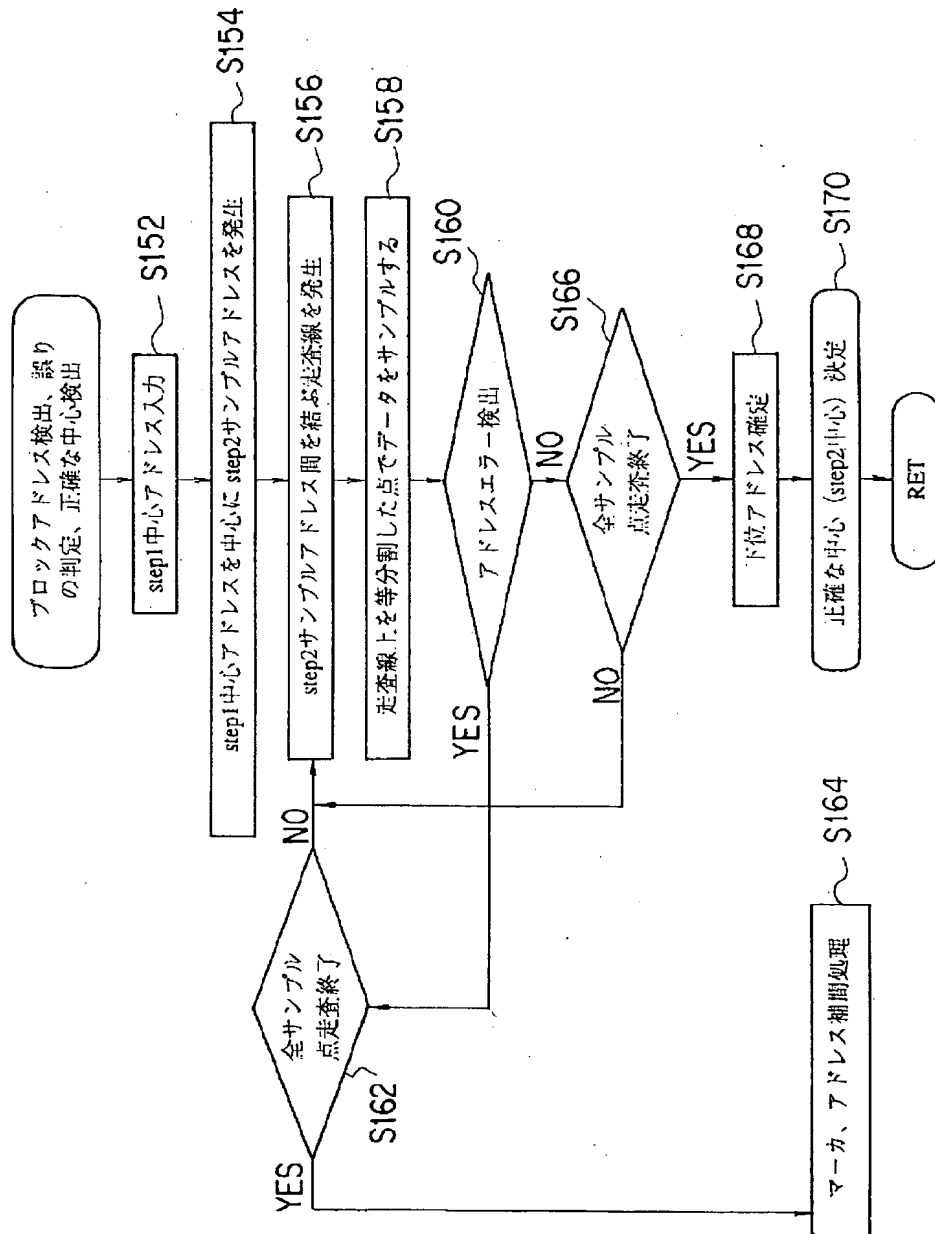 ブロックアドレス検出、誤り
の判定、正確な中心検出
step1中心アドレス入力
S152
step1中心アドレスを中心に step2サンプルアドレスを発生
S154
step2サンプルアドレス間を結ぶ走査線を発生
S156
走査線上を等分割した点でデータをサンプルする
S158
アドレスエラー検出
S160
YES
NO
全サンプル
点走査終了
S162
YES
NO
マーカ、アドレス補間処理
S164
全サンプル
点走査終了
S166
NO
YES
下位アドレス確定
S168
正確な中心(step2中心)決定
S170
RET